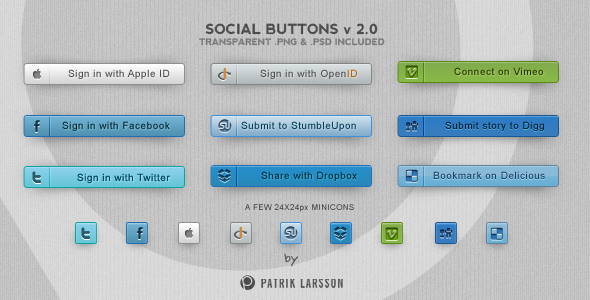 SOCIAL BUTTONS v 2.0
TRANSPARENT .PNG & .PSD INCLUDED
Sign in with Apple ID
Sign in with OpenID
Connect on Vimeo
Sign in with Facebook
Submit to StumbleUpon
Submit story to Digg
Sign in with Twitter
Share with Dropbox
Bookmark on Delicious
A FEW 24X24px MINICONS
by
PATRIK LARSSON